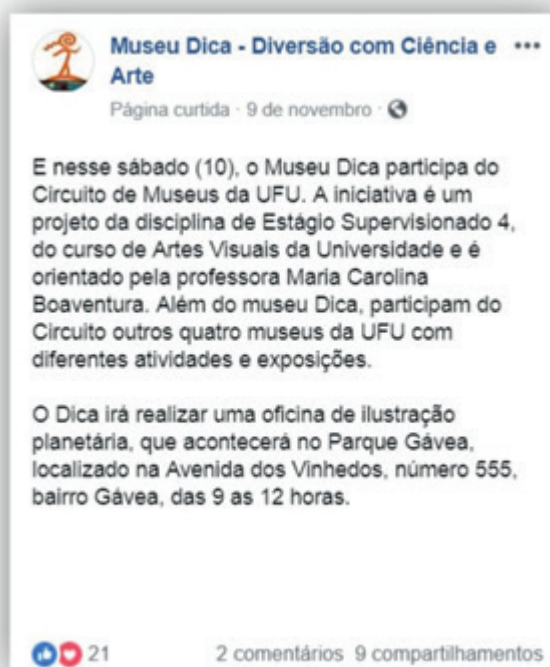 Museu Dica - Diversão com Ciência e ...
Arte
Página curtida · 9 de novembro ·
E nesse sábado (10), o Museu Dica participa do
Circuito de Museus da UFU. A iniciativa é um
projeto da disciplina de Estágio Supervisionado 4,
do curso de Artes Visuais da Universidade e é
orientado pela professora Maria Carolina
Boaventura. Além do museu Dica, participam do
Circuito outros quatro museus da UFU com
diferentes atividades e exposições.
O Dica irá realizar uma oficina de ilustração
planetária, que acontecerá no Parque Gávea,
localizado na Avenida dos Vinhedos, número 555,
bairro Gávea, das 9 as 12 horas.
21 2 comentários 9 compartilhamentos